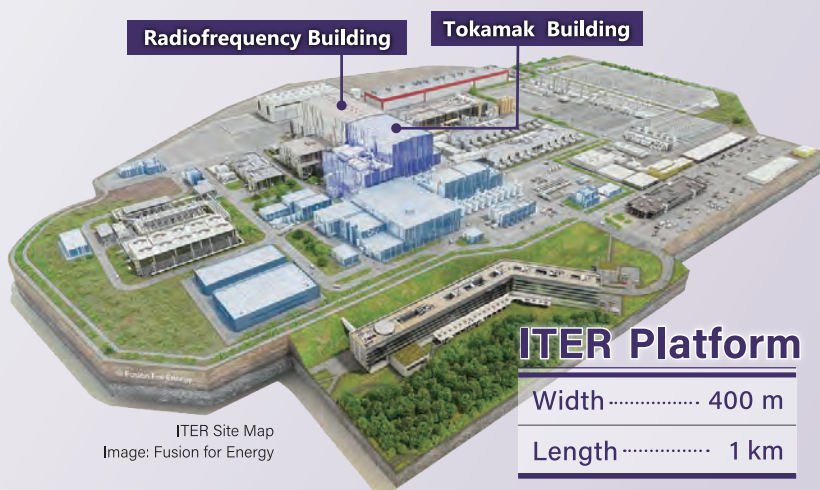 Radiofrequency Building
Tokamak Building
© Fusion For Energy
ITER Platform
Width ················ 400 m
Length ·············· 1 km
ITER Site Map
Image: Fusion for Energy